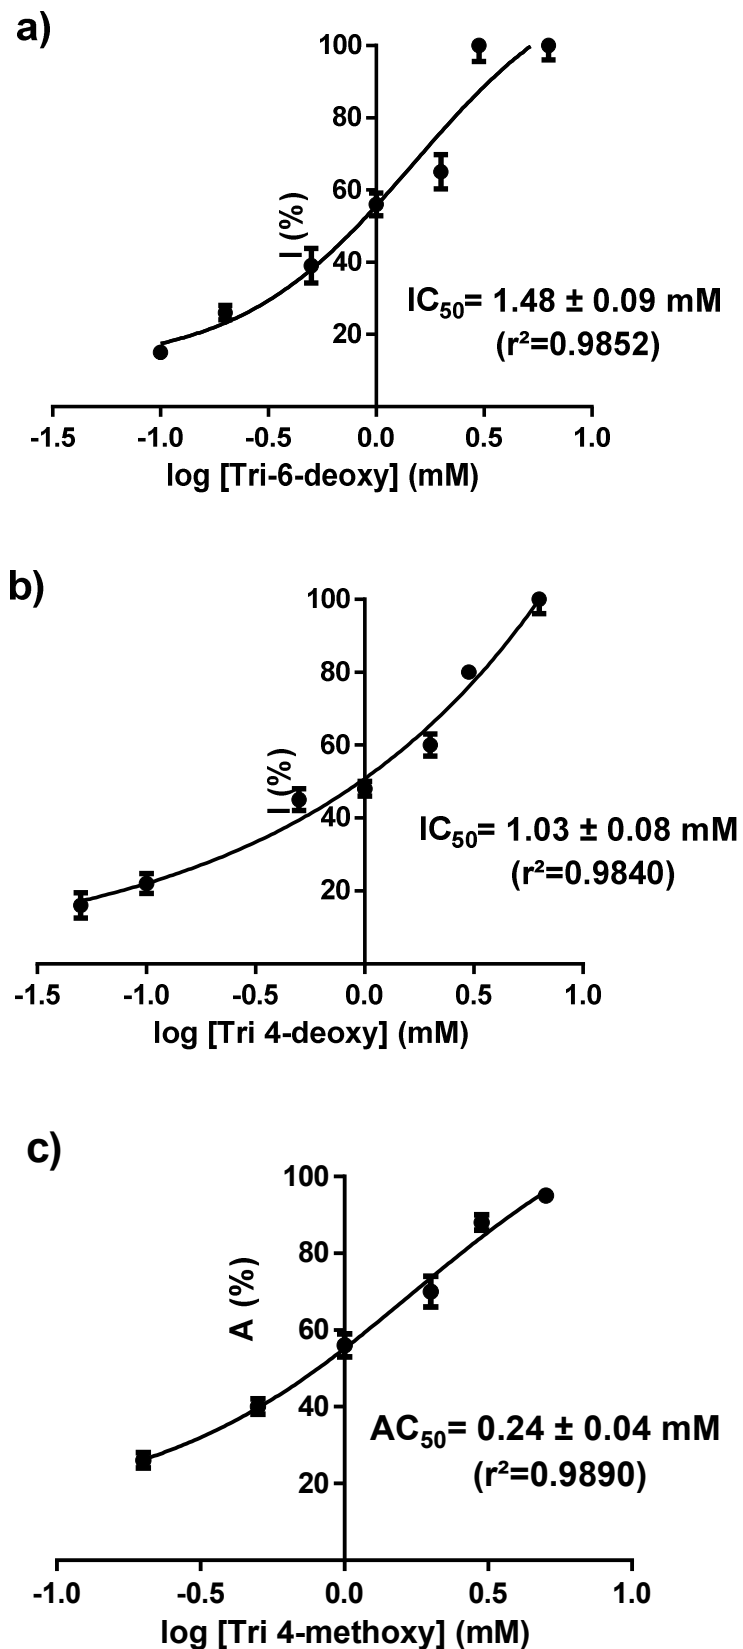 a)
100
80
60
40
20
I (%)
IC₅₀= 1.48 ± 0.09 mM
(r²=0.9852)
-1.5 -1.0 -0.5 0.0 0.5 1.0
log [Tri-6-deoxy] (mM)
b)
100
80
60
40
20
I (%)
IC₅₀= 1.03 ± 0.08 mM
(r²=0.9840)
-1.5 -1.0 -0.5 0.0 0.5 1.0
log [Tri 4-deoxy] (mM)
c)
100
80
60
40
20
A (%)
AC₅₀= 0.24 ± 0.04 mM
(r²=0.9890)
-1.0 -0.5 0.0 0.5 1.0
log [Tri 4-methoxy] (mM)